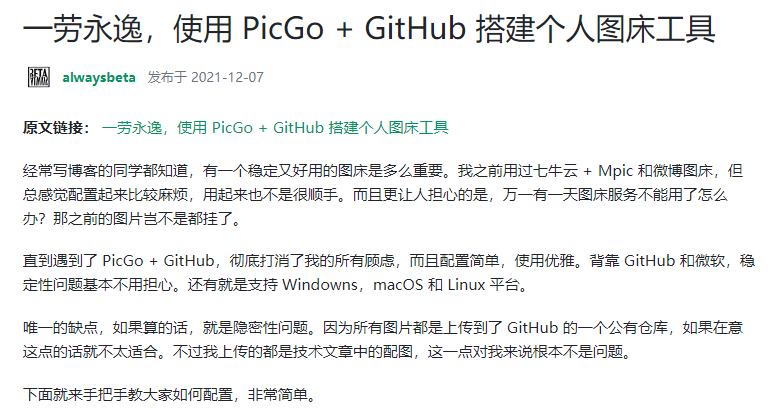 一劳永逸，使用 PicGo + GitHub 搭建个人图床工具
BETA
alwaysbeta 发布于 2021-12-07
原文链接： 一劳永逸，使用 PicGo + GitHub 搭建个人图床工具
经常写博客的同学都知道，有一个稳定又好用的图床是多么重要。我之前用过七牛云 + Mpic 和微博图床，但
总感觉配置起来比较麻烦，用起来也不是很顺手。而且更让人担心的是，万一有一天图床服务不能用了怎么
办？那之前的图片岂不是都挂了。
直到遇到了 PicGo + GitHub，彻底打消了我的所有顾虑，而且配置简单，使用优雅。背靠 GitHub 和微软，稳
定性问题基本不用担心。还有就是支持 Windowns，macOS 和 Linux 平台。
唯一的缺点，如果算的话，就是隐密性问题。因为所有图片都是上传到了 GitHub 的一个公有仓库，如果在意
这点的话就不太适合。不过我上传的都是技术文章中的配图，这一点对我来说根本不是问题。
下面就来手把手教大家如何配置，非常简单。